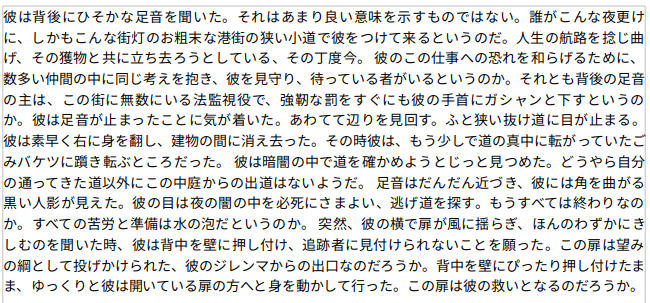 彼は背後にひそかな足音を聞いた。それはあまり良い意味を示すものではない。誰がこんな夜更け
に、しかもこんな街灯のお粗末な港街の狭い小道で彼をつけて来るというのだ。人生の航路を捻じ曲
げ、その獲物と共に立ち去ろうとしている、その丁度今。 彼のこの仕事への恐れを和らげるために、
数多い仲間の中に同じ考えを抱き、彼を見守り、待っている者がいるというのか。それとも背後の足音
の主は、この街に無数にいる法監視役で、強靭な罰をすぐにも彼の手首にガシャンと下すというの
か。彼は足音が止まったことに気が着いた。あわてて辺りを見回す。ふと狭い抜け道に目が止まる。
彼は素早く右に身を翻し、建物の間に消え去った。その時彼は、もう少しで道の真中に転がっていたご
みバケツに躓き転ぶところだった。 彼は暗闇の中で道を確かめようとじっと見つめた。どうやら自分
の通ってきた道以外にこの中庭からの出道はないようだ。 足音はだんだん近づき、彼には角を曲がる
黒い人影が見えた。彼の目は夜の闇の中を必死にさまよい、逃げ道を探す。もうすべては終わりなの
か。すべての苦労と準備は水の泡だというのか。 突然、彼の横で扉が風に揺らぎ、ほんのわずかにき
しむのを聞いた時、彼は背中を壁に押し付け、追跡者に見付けられないことを願った。この扉は望み
の綱として投げかけられた、彼のジレンマからの出口なのだろうか。背中を壁にぴったり押し付けたま
ま、ゆっくりと彼は開いている扉の方へと身を動かして行った。この扉は彼の救いとなるのだろうか。